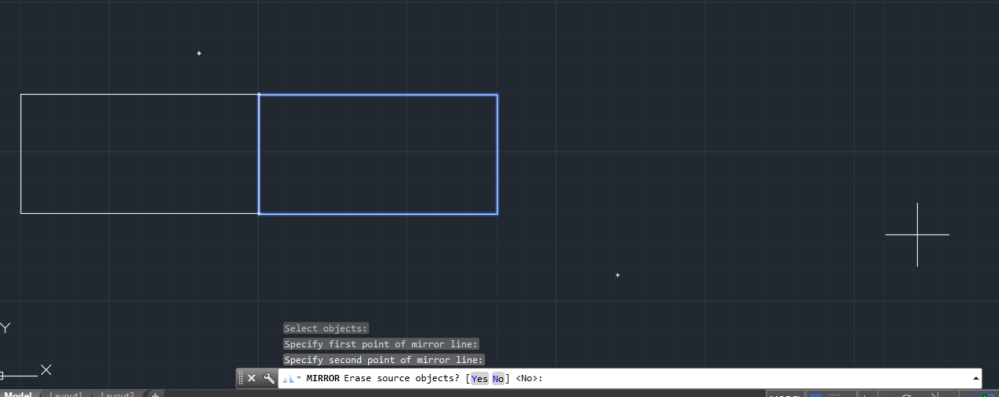 Y
X
Select objects:
Specify first point of mirror line:
Specify second point of mirror line:
MIRROR Erase source objects? [Yes No] <No>:
Model Layout1 Layout2 + MODEL